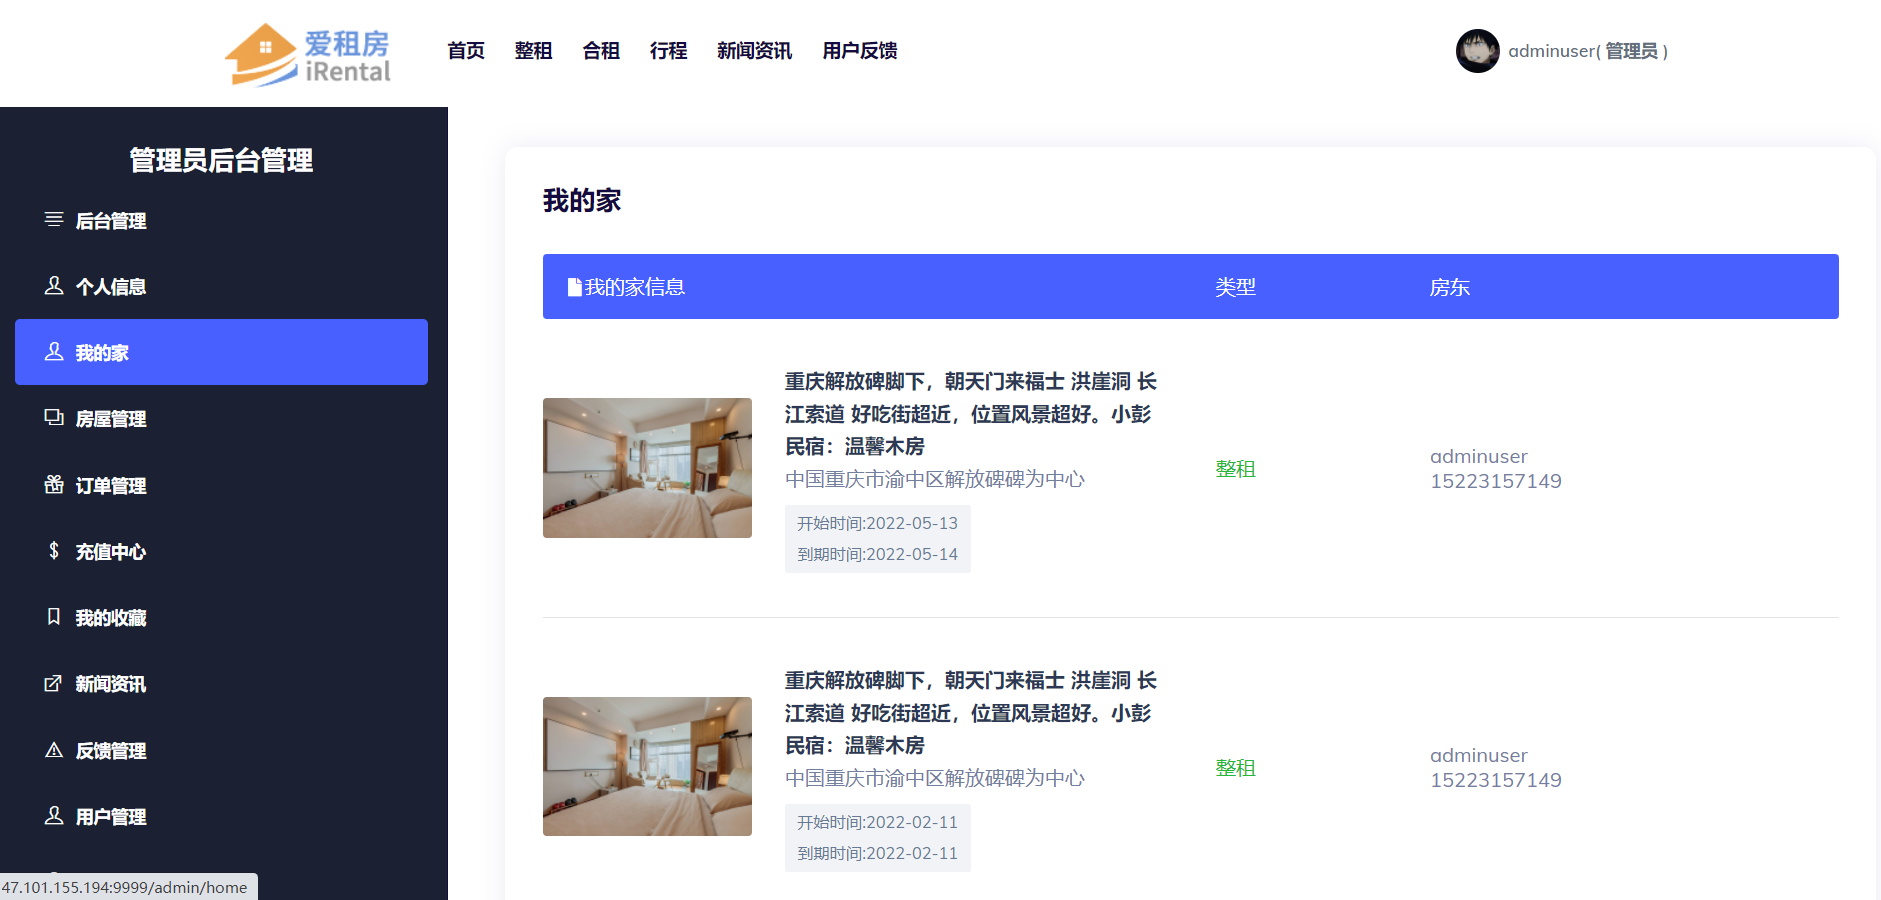 爱租房
iRental
首页 整租 合租 行程 新闻资讯 用户反馈
adminuser( 管理员 )
管理员后台管理
后台管理
个人信息
我的家
房屋管理
订单管理
充值中心
我的收藏
新闻资讯
反馈管理
用户管理
47.101.155.194:9999/admin/home
我的家
我的家信息 类型 房东
重庆解放碑脚下，朝天门来福士 洪崖洞 长
江索道 好吃街超近，位置风景超好。小彭
民宿：温馨木房
中国重庆市渝中区解放碑碑为中心
开始时间:2022-05-13
到期时间:2022-05-14
整租
adminuser
15223157149
重庆解放碑脚下，朝天门来福士 洪崖洞 长
江索道 好吃街超近，位置风景超好。小彭
民宿：温馨木房
中国重庆市渝中区解放碑碑为中心
开始时间:2022-02-11
到期时间:2022-02-11
整租
adminuser
15223157149